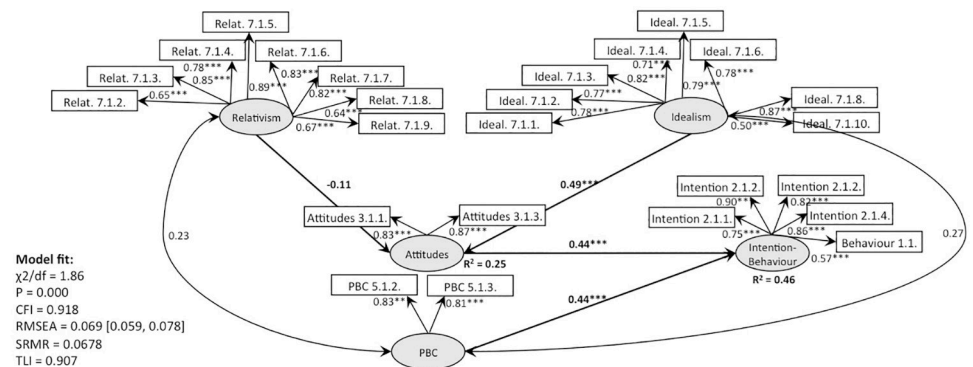 Relat. 7.1.5.
Relat. 7.1.4.
Relat. 7.1.6.
Relat. 7.1.3.
Relat. 7.1.7.
Relat. 7.1.2.
Relat. 7.1.8.
Relat. 7.1.9.
0.78***
0.85***
0.65***
0.89***
0.83***
0.82***
0.64***
0.67***
Relativism
Ideal. 7.1.5.
Ideal. 7.1.4.
Ideal. 7.1.6.
Ideal. 7.1.3.
Ideal. 7.1.2.
Ideal. 7.1.8.
Ideal. 7.1.1.
Ideal. 7.1.10.
0.71***
0.82***
0.77***
0.78***
0.79***
0.78***
0.87***
0.50***
Idealism
-0.11
0.49***
Attitudes 3.1.1.
Attitudes 3.1.3.
0.83***
0.87***
Attitudes
R² = 0.25
0.44***
Intention 2.1.2.
Intention 2.1.2.
Intention 2.1.1.
Intention 2.1.4.
Behaviour 1.1.
0.90**
0.82***
0.75***
0.86***
0.57***
Intention-
Behaviour
R² = 0.46
0.23
0.27
PBC 5.1.2.
PBC 5.1.3.
0.83**
0.81***
0.44***
PBC
Model fit:
χ2/df = 1.86
P = 0.000
CFI = 0.918
RMSEA = 0.069 [0.059, 0.078]
SRMR = 0.0678
TLI = 0.907